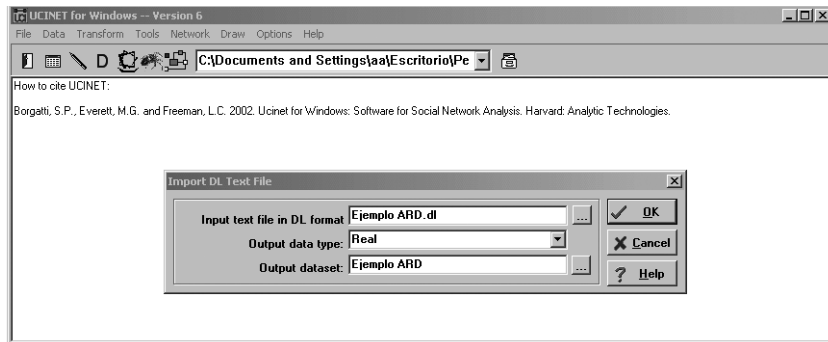 UCINET for Windows -- Version 6
File Data Transform Tools Network Draw Options Help
D C:\Documents and Settings\aa\Escritorio\Pe
How to cite UCINET:
Borgatti, S.P., Everett, M.G. and Freeman, L.C. 2002. Ucinet for Windows: Software for Social Network Analysis. Harvard: Analytic Technologies.
Import DL Text File
Input text file in DL format Ejemplo ARD.dl ... OK
Output data type: Real Cancel
Output dataset: Ejemplo ARD ... ? Help